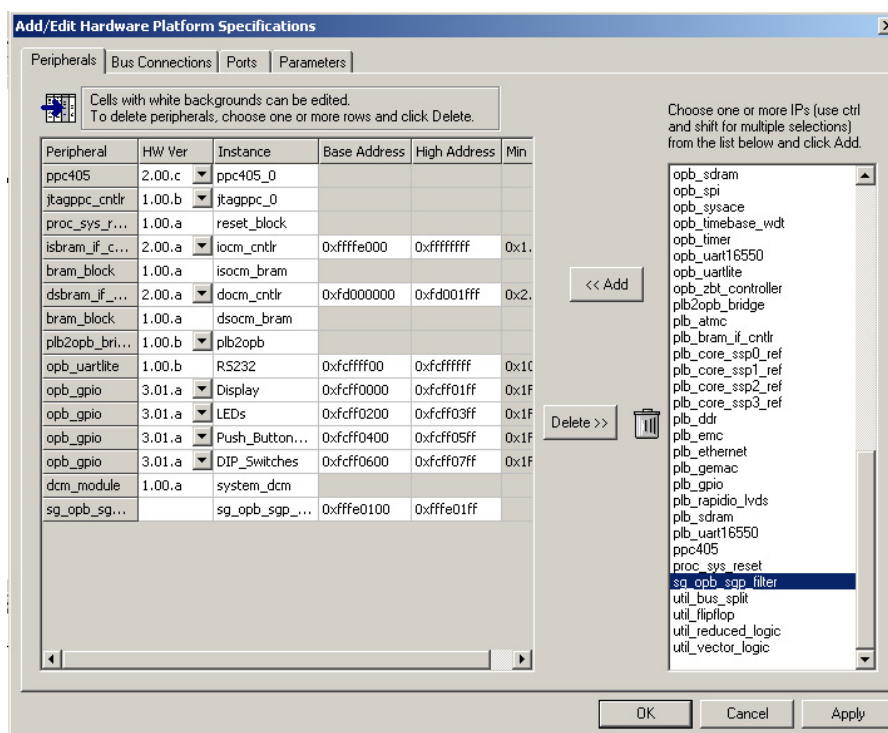 Add/Edit Hardware Platform Specifications
Peripherals Bus Connections Ports Parameters
Cells with white backgrounds can be edited.
To delete peripherals, choose one or more rows and click Delete.
Peripheral HW Ver Instance Base Address High Address Min
ppc405 2.00.c ppc405_0
jtagppc_cntlr 1.00.b jtagppc_0
proc_sys_r... 1.00.a reset_block
isbram_if_c... 2.00.a iocm_cntlr 0xffffe000 0xffffffff 0x1.
bram_block 1.00.a isocm_bram
dsbram_if_... 2.00.a docm_cntlr 0xfd000000 0xfd001fff 0x2.
bram_block 1.00.a dsocm_bram
plb2opb_bri... 1.00.b plb2opb
opb_uartlite 1.00.b RS232 0xfcffff00 0xfcffffff 0x10
opb_gpio 3.01.a Display 0xfcff0000 0xfcff01ff 0x1F
opb_gpio 3.01.a LEDs 0xfcff0200 0xfcff03ff 0x1F
opb_gpio 3.01.a Push_Button... 0xfcff0400 0xfcff05ff 0x1F
opb_gpio 3.01.a DIP_Switches 0xfcff0600 0xfcff07ff 0x1F
dcm_module 1.00.a system_dcm
sg_opb_sg... sg_opb_sgp_... 0xfffe0100 0xfffe01ff
<< Add
Delete >>
Choose one or more IPs (use ctrl
and shift for multiple selections)
from the list below and click Add.
opb_sdram
opb_spi
opb_sysace
opb_timebase_wdt
opb_timer
opb_uart16550
opb_uartlite
opb_zbt_controller
plb2opb_bridge
plb_atmc
plb_bram_if_cntlr
plb_core_ssp0_ref
plb_core_ssp1_ref
plb_core_ssp2_ref
plb_core_ssp3_ref
plb_ddr
plb_emc
plb_ethernet
plb_gemac
plb_gpio
plb_rapidio_lvds
plb_sdram
plb_uart16550
ppc405
proc_sys_reset
sg_opb_sgp_filter
util_bus_split
util_flipflop
util_reduced_logic
util_vector_logic
OK Cancel Apply